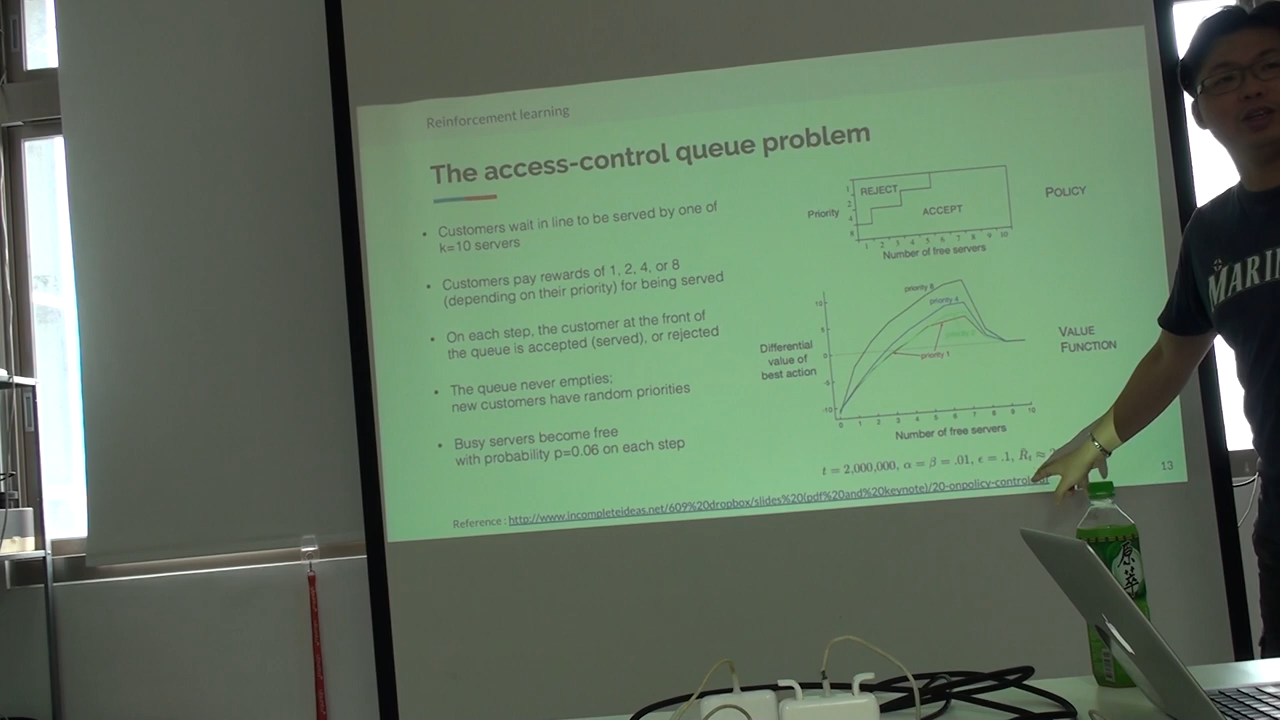 Reinforcement learning
The access-control queue problem
• Customers wait in line to be served by one of
k=10 servers
• Customers pay rewards of 1, 2, 4, or 8
(depending on their priority) for being served
• On each step, the customer at the front of
the queue is accepted (served), or rejected
• The queue never empties;
new customers have random priorities
• Busy servers become free
with probability p=0.06 on each step
REJECT
ACCEPT
Priority
1 2 3 4 5 6 7 8 9 10
Number of free servers
POLICY
priority 8
priority 4
priority 1
Differential
value of
best action
10
5
0
-5
-10
0 1 2 3 4 5 6 7 8 9 10
Number of free servers
VALUE
FUNCTION
t = 2,000,000, α = β = .01, ϵ = .1, R̄t ≈
Reference : http://www.incompleteideas.net/609%20dropbox/slides%20(pdf%20and%20keynote)/20-onpolicy-control
13
MARIN
原萃